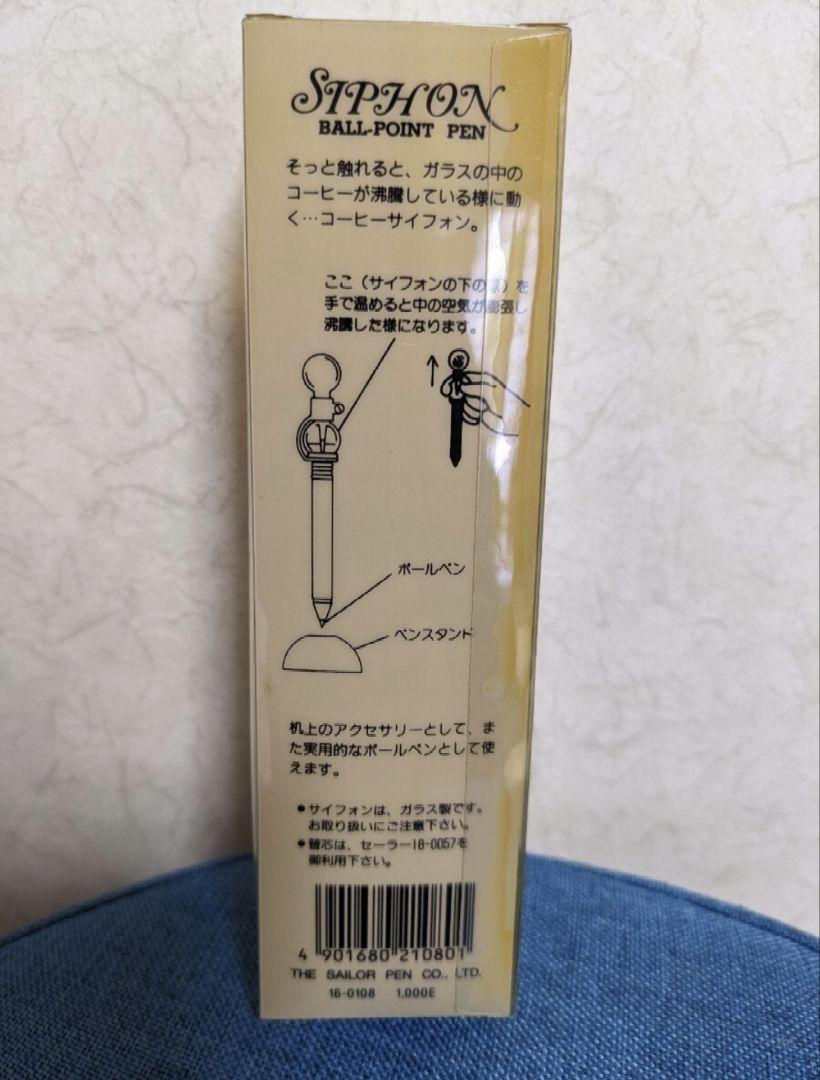 SIPHON
BALL-POINT PEN
そっと触れると、ガラスの中の
コーヒーが沸騰している様に動
く…コーヒーサイフォン。
ここ（サイフォンの下の）を
手で温めると中の空気が膨張し
沸騰した様になります。
ボールペン
ペンスタンド
机上のアクセサリーとして、ま
た実用的なボールペンとして使
えます。
●サイフォンは、ガラス製です。
お取り扱いにご注意下さい。
●替芯は、セーラー18-0057を
御利用下さい。
4 901680 210801
THE SAILOR PEN CO., LTD.
16-0108 1,000E